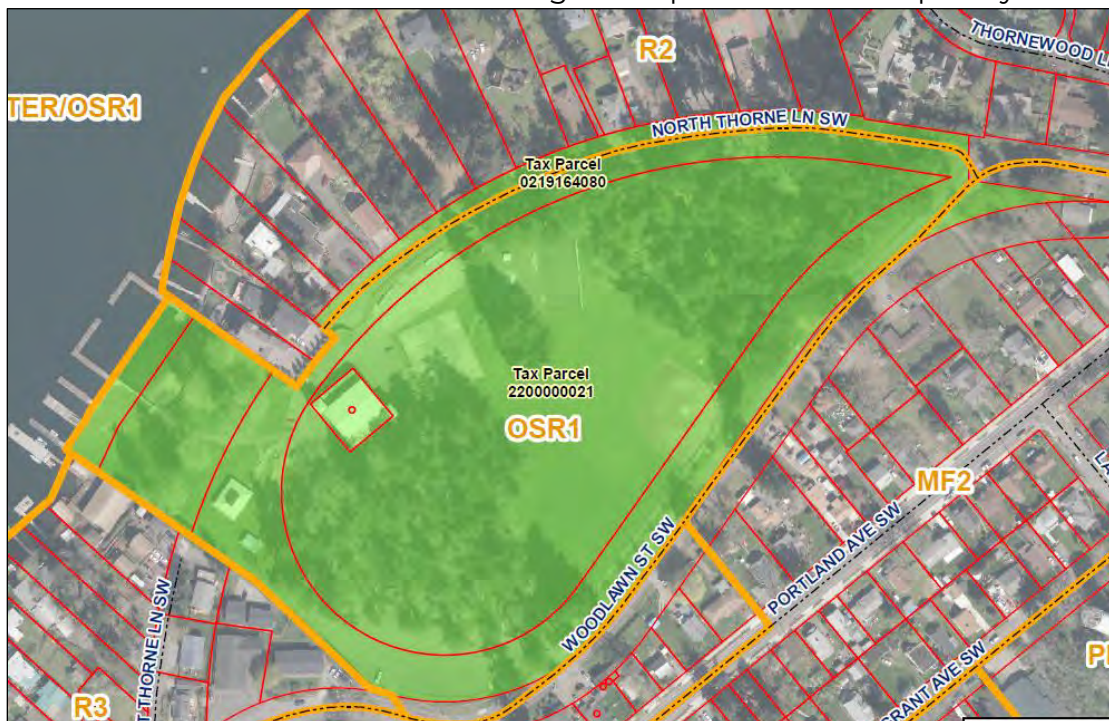 R2
THORNEWOOD L
TER/OSR1
NORTH THORNE LN SW
Tax Parcel
0219164080
Tax Parcel
2200000021
OSR1
MF2
PORTLAND AVE SW
WOODLAWN ST SW
T THORNE LN SW
GRANT AVE SW
R3